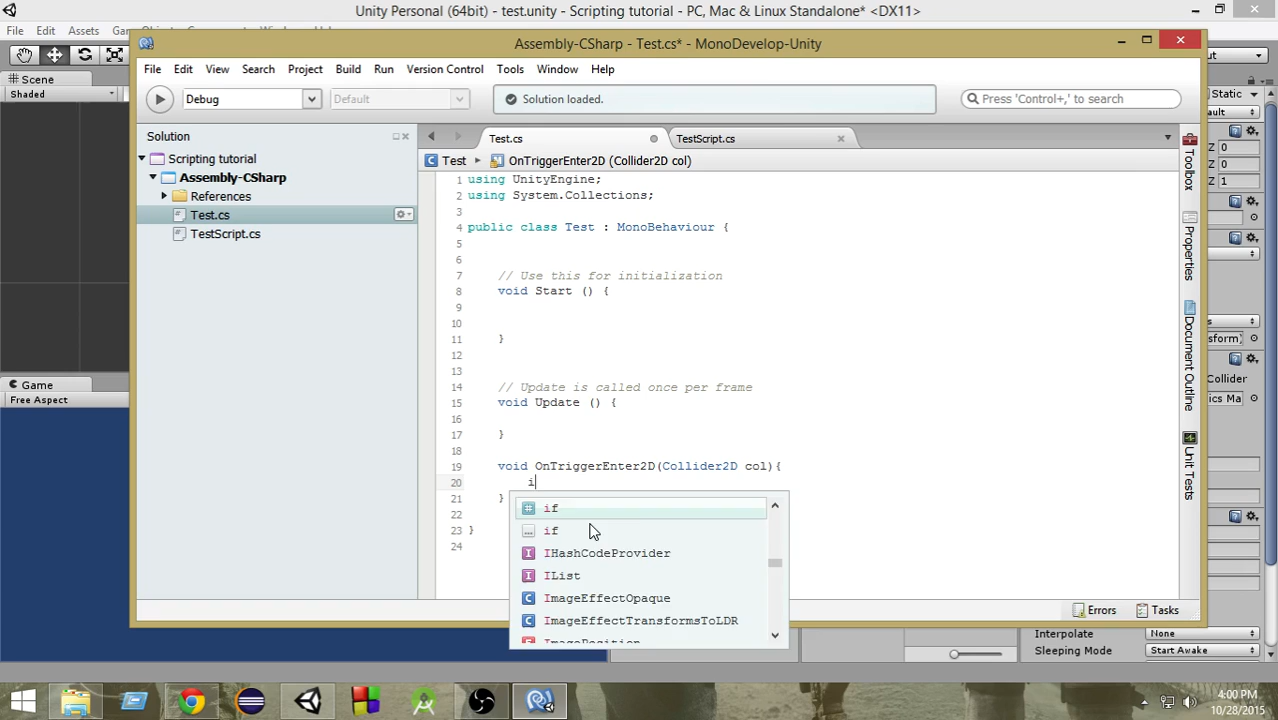 Unity Personal (64bit) - test.unity - Scripting tutorial - PC, Mac & Linux Standalone* <DX11>
File Edit Assets
Assembly-CSharp - Test.cs* - MonoDevelop-Unity
File Edit View Search Project Build Run Version Control Tools Window Help
Scene
Shaded
Debug
Default
Solution loaded.
Press 'Control+,' to search
Static
Solution
Test.cs
TestScript.cs
Test
OnTriggerEnter2D (Collider2D col)
Scripting tutorial
Assembly-CSharp
References
Test.cs
TestScript.cs
1 using UnityEngine;
2 using System.Collections;
3
4 public class Test : MonoBehaviour {
5
6
7 // Use this for initialization
8 void Start () {
9
10
11 }
12
13
14 // Update is called once per frame
15 void Update () {
16
17 }
18
19 void OnTriggerEnter2D(Collider2D col){
20 i
21 }
22
23 }
24
if
if
IHashCodeProvider
IList
ImageEffectOpaque
ImageEffectTransformsToLDR
ImagePosition
Toolbox
Properties
Document Outline
Unit Tests
Z 0
Z 0
Z 1
Collider
Game
Free Aspect
Errors Tasks
Interpolate None
Sleeping Mode Start Awake
4:00 PM
10/28/2015